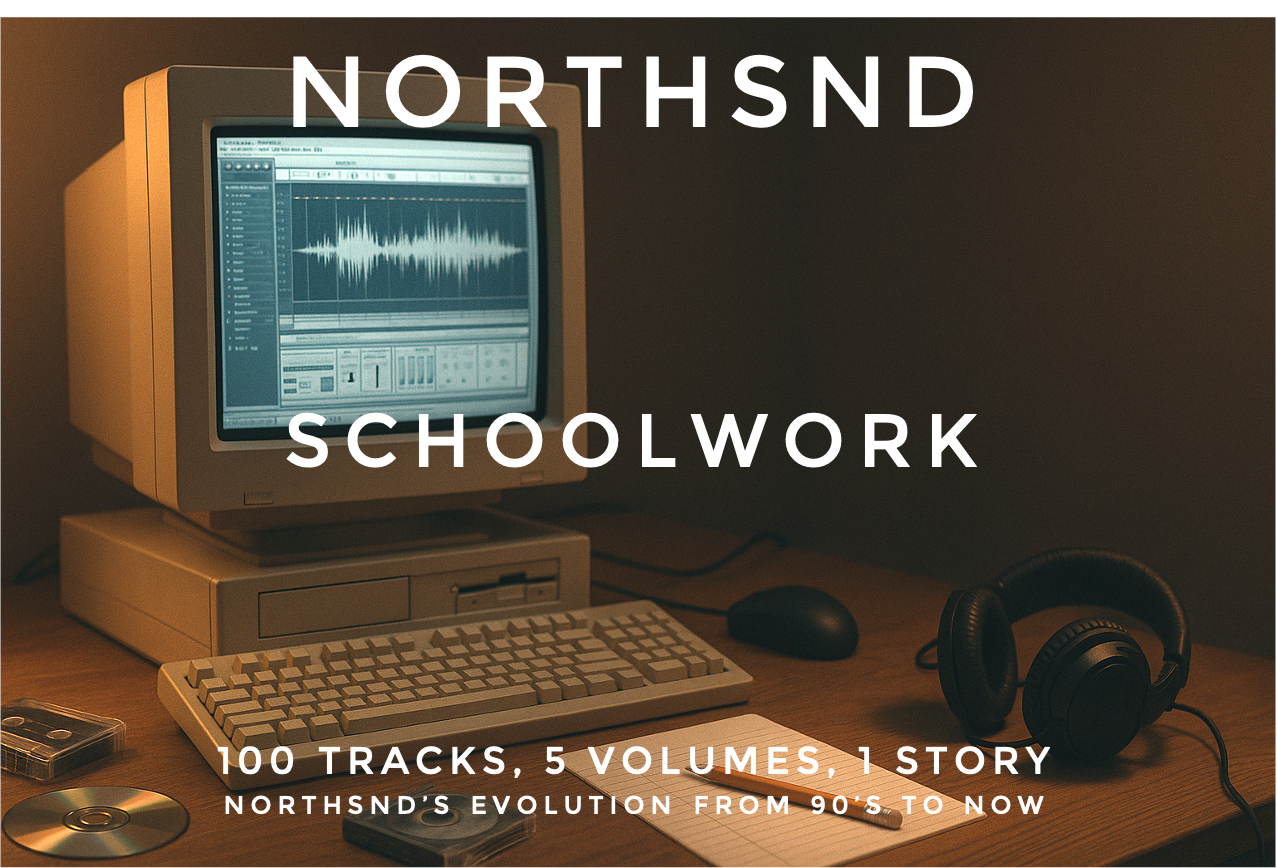 NORTHSND
SCHOOLWORK
100 TRACKS, 5 VOLUMES, 1 STORY
NORTHSND'S EVOLUTION FROM 90'S TO NOW